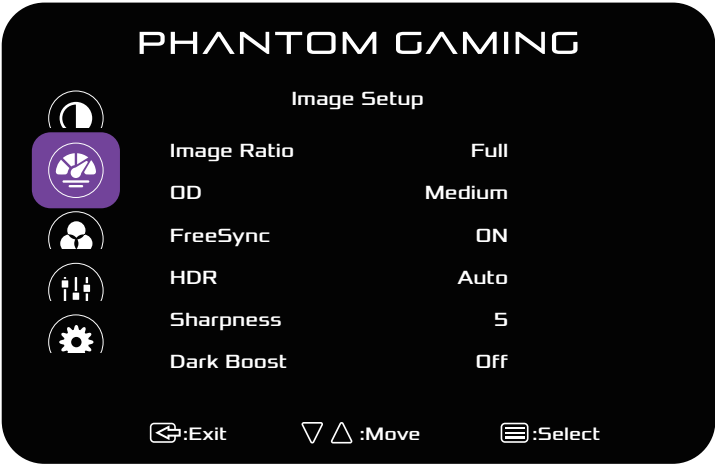 PHANTOM GAMING
Image Setup
Image Ratio Full
OD Medium
FreeSync ON
HDR Auto
Sharpness 5
Dark Boost Off
:Exit :Move :Select